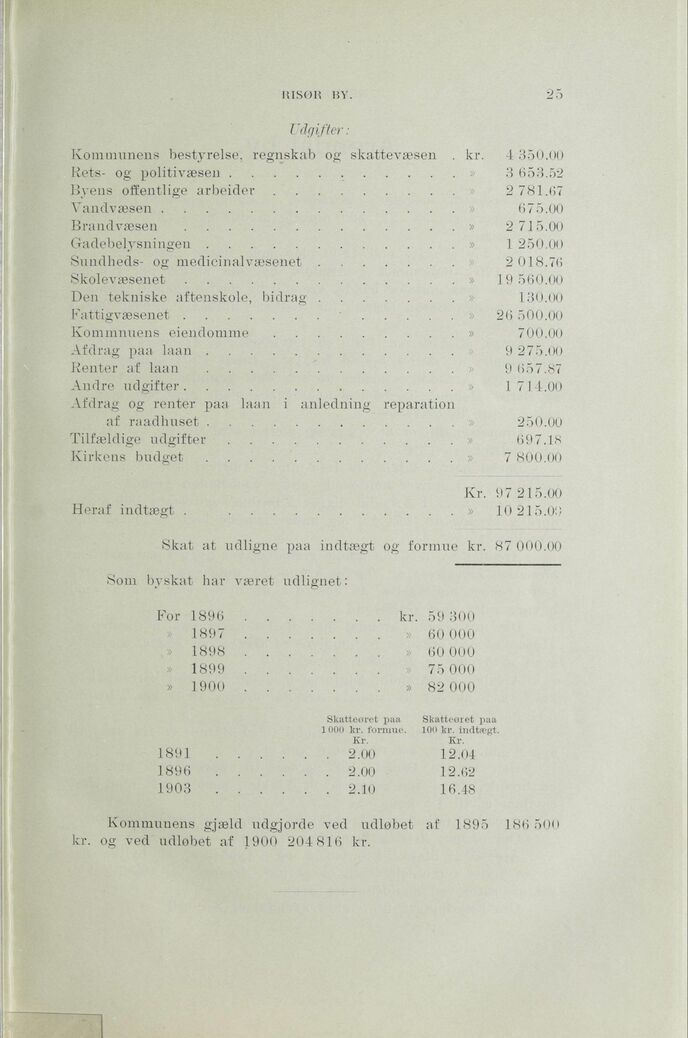 RISØR BY. 25
Udgifter:
Kommunens bestyrelse, regnskab og skattevæsen . kr. 4 350.00
Rets- og politivæsen . . . . . . . . . . . . . » 3 653.52
Byens offentlige arbeider . . . . . . . . . . » 2 781.67
Vandvæsen . . . . . . . . . . . . . . . . . » 675.00
Brandvæsen . . . . . . . . . . . . . . . » 2 715.00
Gadebelysningen . . . . . . . . . . . . . . » 1 250.00
Sundheds- og medicinalvæsenet . . . . . . . . » 2 018.76
Skolevæsenet . . . . . . . . . . . . . . . » 19 560.00
Den tekniske aftenskole, bidrag . . . . . . . . » 130.00
Fattigvæsenet . . . . . . . . . . . . . . . » 26 500.00
Kommunens eiendomme . . . . . . . . . . » 700.00
Afdrag paa laan . . . . . . . . . . . . . . » 9 275.00
Renter af laan . . . . . . . . . . . . . . » 9 657.87
Andre udgifter . . . . . . . . . . . . . . . » 1 714.00
Afdrag og renter paa laan i anledning reparation
af raadhuset . . . . . . . . . . . . . . » 250.00
Tilfældige udgifter . . . . . . . . . . . . . » 697.18
Kirkens budget . . . . . . . . . . . . . . » 7 800.00
Kr. 97 215.00
Heraf indtægt . . . . . . . . . . . . . . » 10 215.03
Skat at udligne paa indtægt og formue kr. 87 000.00
Som byskat har været udlignet:
For 1896 . . . . . . . kr. 59 300
» 1897 . . . . . . . » 60 000
» 1898 . . . . . . . » 60 000
» 1899 . . . . . . . » 75 000
» 1900 . . . . . . . » 82 000
Skatteøret paa Skatteøret paa
1 000 kr. formue. 100 kr. indtægt.
Kr. Kr.
1891 . . . . . . 2.00 12.04
1896 . . . . . . 2.00 12.62
1903 . . . . . . 2.10 16.48
Kommunens gjæld udgjorde ved udløbet af 1895 186 500
kr. og ved udløbet af 1900 204 816 kr.